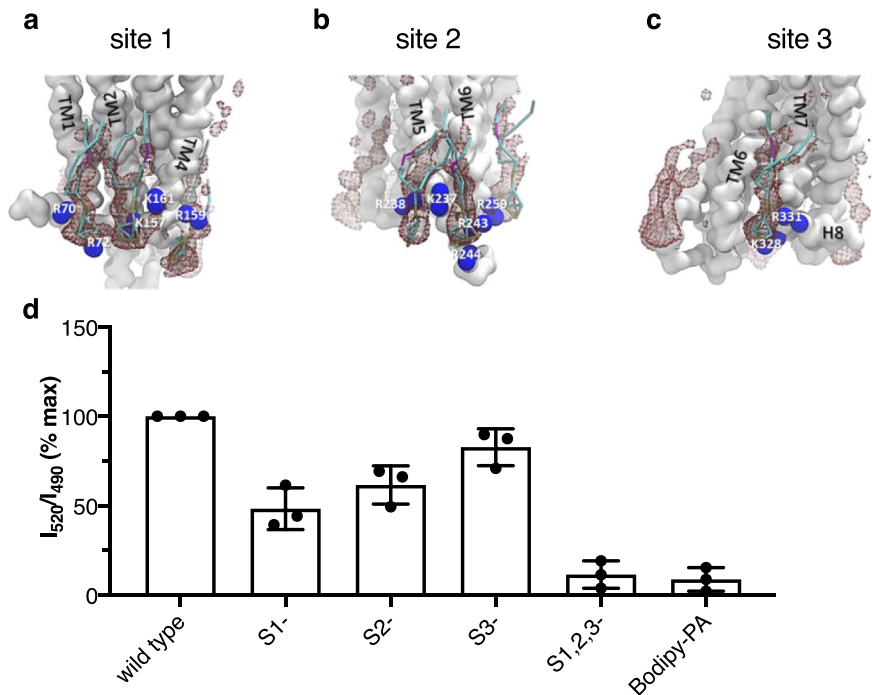 a
site 1
b
site 2
c
site 3
TM1
TM2
TM4
R70
R72
K161
K157
R159
TM5
TM6
R238
K237
R259
R243
R244
TM6
TM7
R331
K328
H8
d
I520/I490 (% max)
150
100
50
0
wild type
S1-
S2-
S3-
S1,2,3-
Bodipy-PA